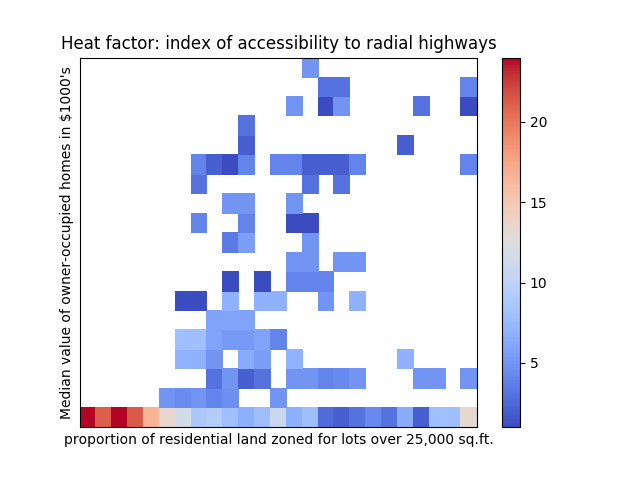 Heat factor: index of accessibility to radial highways
Median value of owner-occupied homes in $1000's
20
15
10
5
proportion of residential land zoned for lots over 25,000 sq.ft.